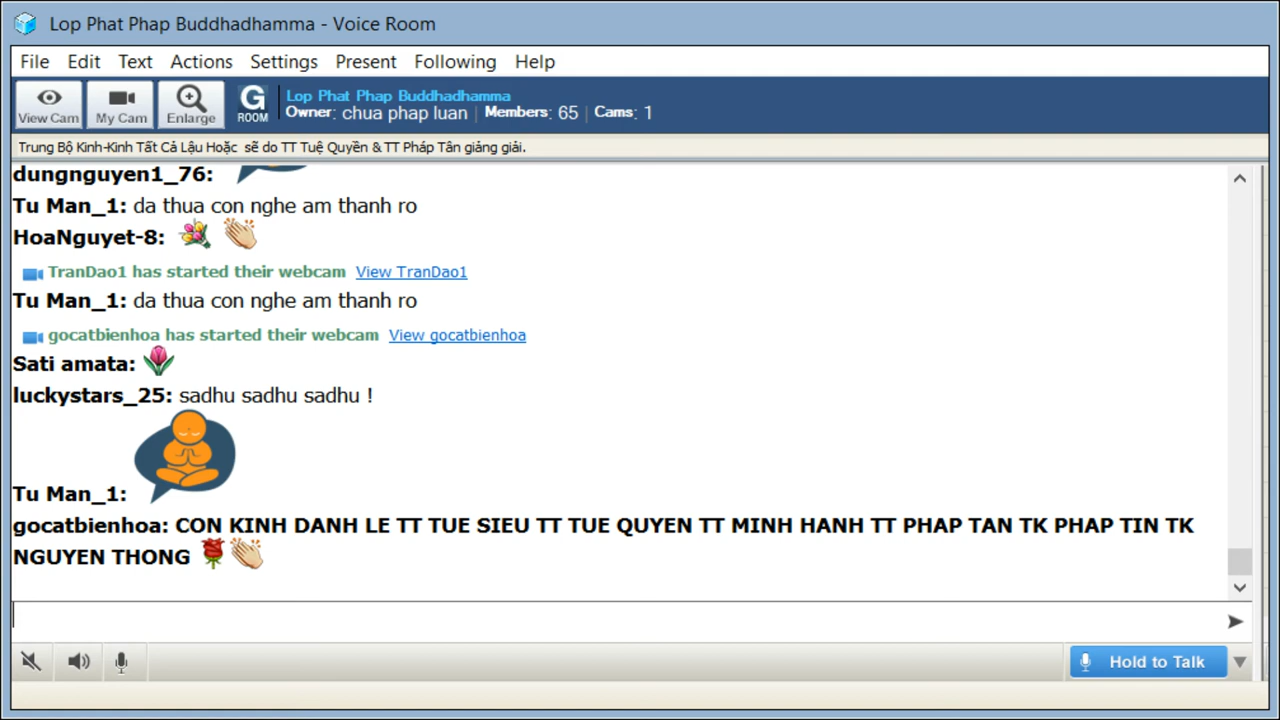 Lop Phat Phap Buddhadhamma - Voice Room
File Edit Text Actions Settings Present Following Help
View Cam My Cam Enlarge G ROOM
Lop Phat Phap Buddhadhamma
Owner: chua phap luan | Members: 65 | Cams: 1
Trung Bộ Kinh-Kinh Tất Cả Lậu Hoặc sẽ do TT Tuệ Quyền & TT Pháp Tân giảng giải.
dungnguyen1_76:
Tu Man_1: da thua con nghe am thanh ro
HoaNguyet-8:
TranDao1 has started their webcam View TranDao1
Tu Man_1: da thua con nghe am thanh ro
gocatbienhoa has started their webcam View gocatbienhoa
Sati amata:
luckystars_25: sadhu sadhu sadhu !
Tu Man_1:
gocatbienhoa: CON KINH DANH LE TT TUE SIEU TT TUE QUYEN TT MINH HANH TT PHAP TAN TK PHAP TIN TK
NGUYEN THONG
Hold to Talk